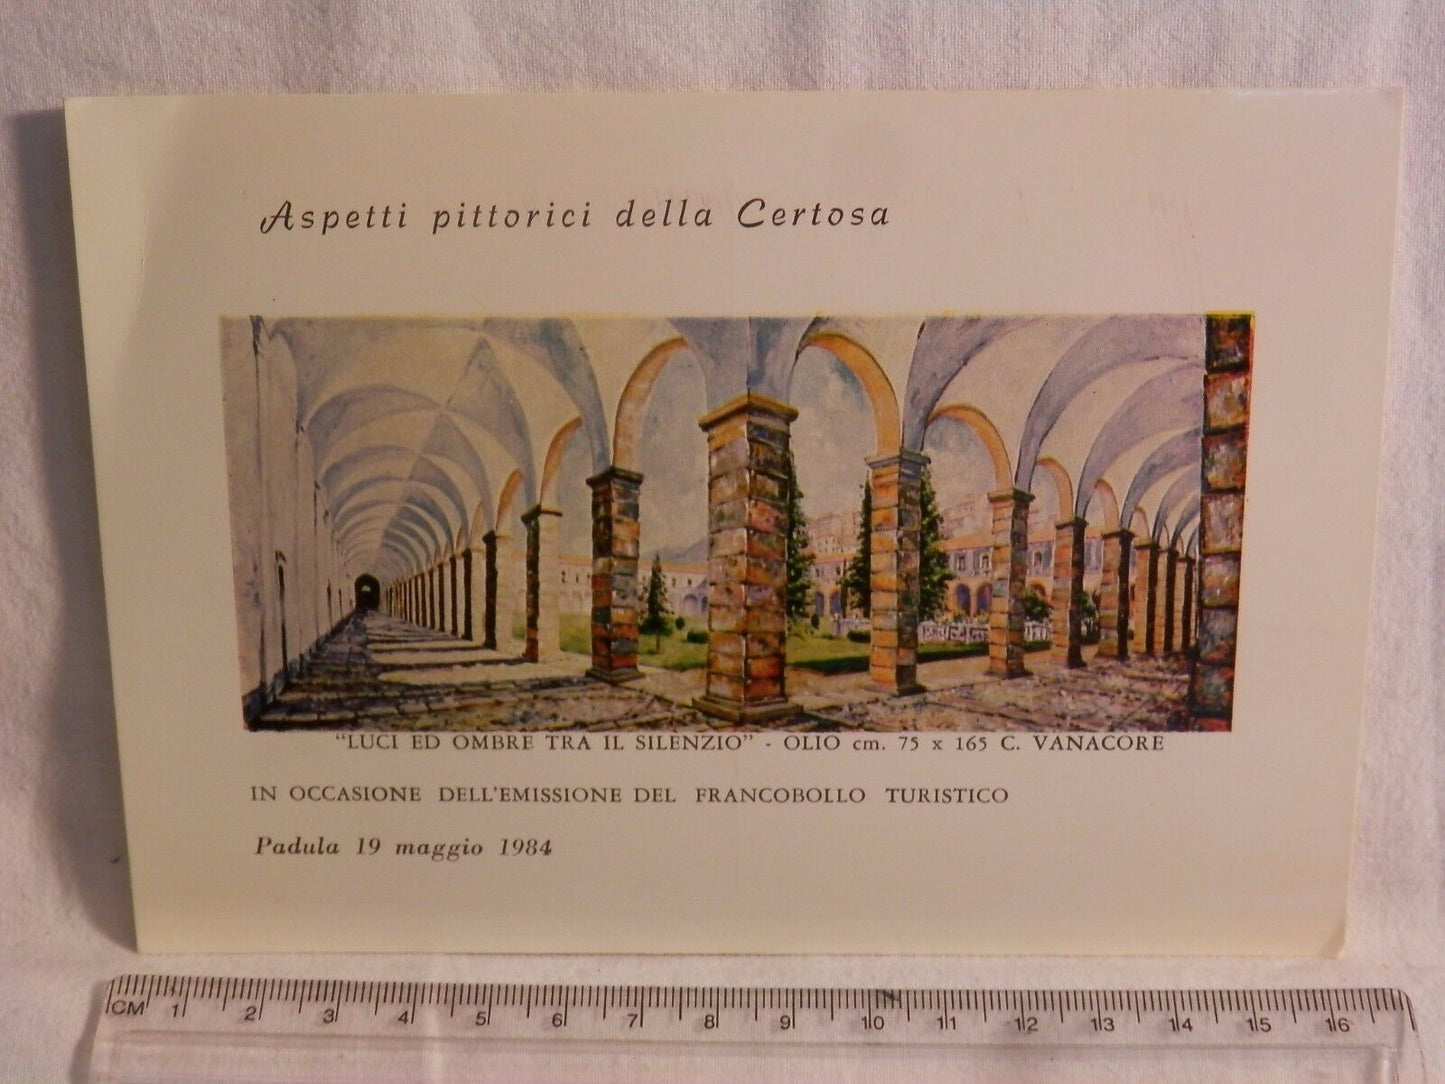 Aspetti pittorici della Certosa
"LUCI ED OMBRE TRA IL SILENZIO" - OLIO cm. 75 x 165 C. VANACORE
IN OCCASIONE DELL'EMISSIONE DEL FRANCOBOLLO TURISTICO
Padula 19 maggio 1984
CM 1 2 3 4 5 6 7 8 9 10 11 12 13 14 15 16